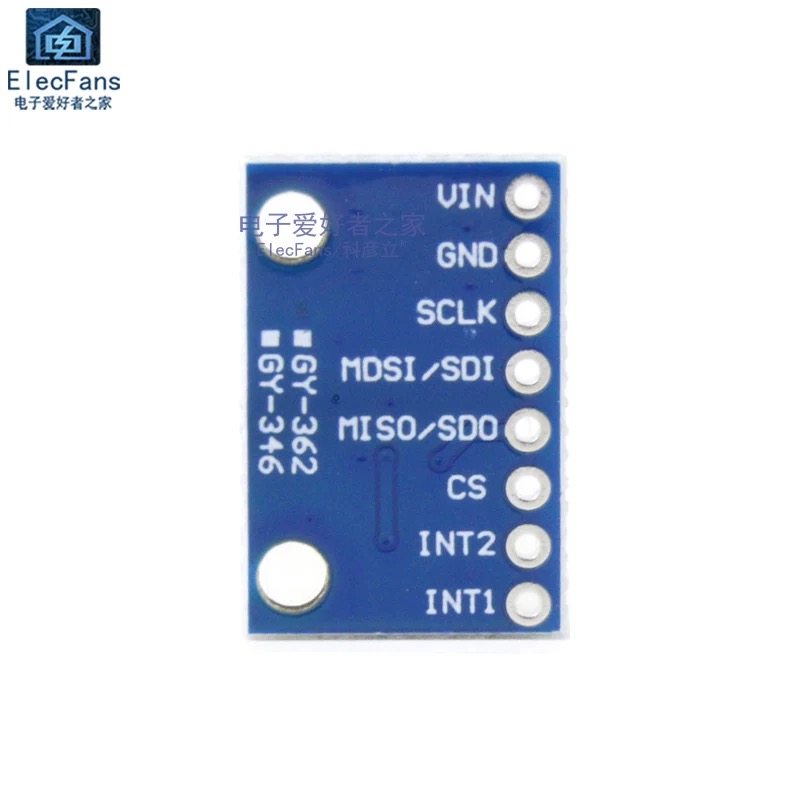 ElecFans
电子爱好者之家
VIN
电子爱好者之家
ElecFans/科彦立
GND
SCLK
MDSI/SDI
MISO/SDO
CS
INT2
INT1
GY-362
GY-346